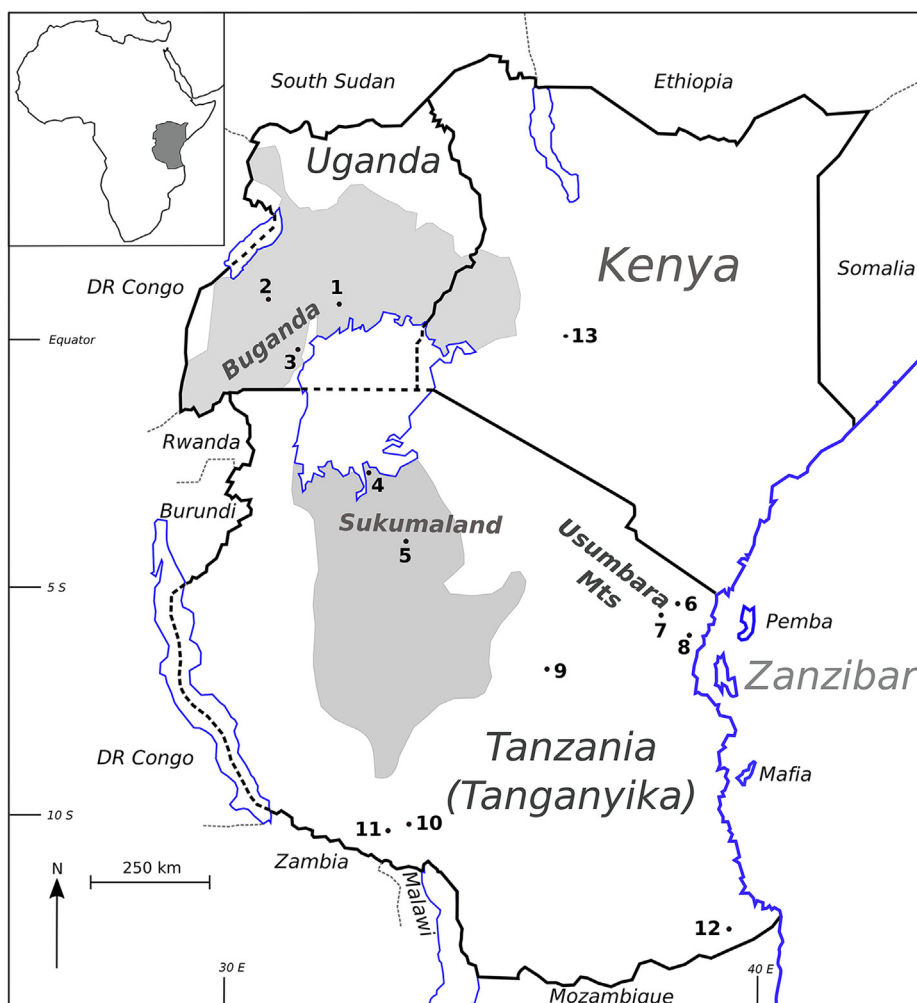 South Sudan
Ethiopia
Uganda
Kenya
DR Congo
Somalia
2
1
Buganda
Equator
13
3
Rwanda
4
Burundi
Sukumaland
5
Usumbara
Mts
5 S
6
7
8
Pemba
9
Zanzibar
DR Congo
Tanzania
(Tanganyika)
Mafia
10 S
11
10
Zambia
N
250 km
Malawi
12
30 E
40 E
Mozambique